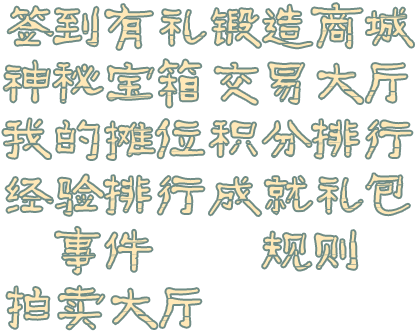 签到有礼锻造商城
神秘宝箱交易大厅
我的摊位积分排行
经验排行成就礼包
事件 规则
拍卖大厅